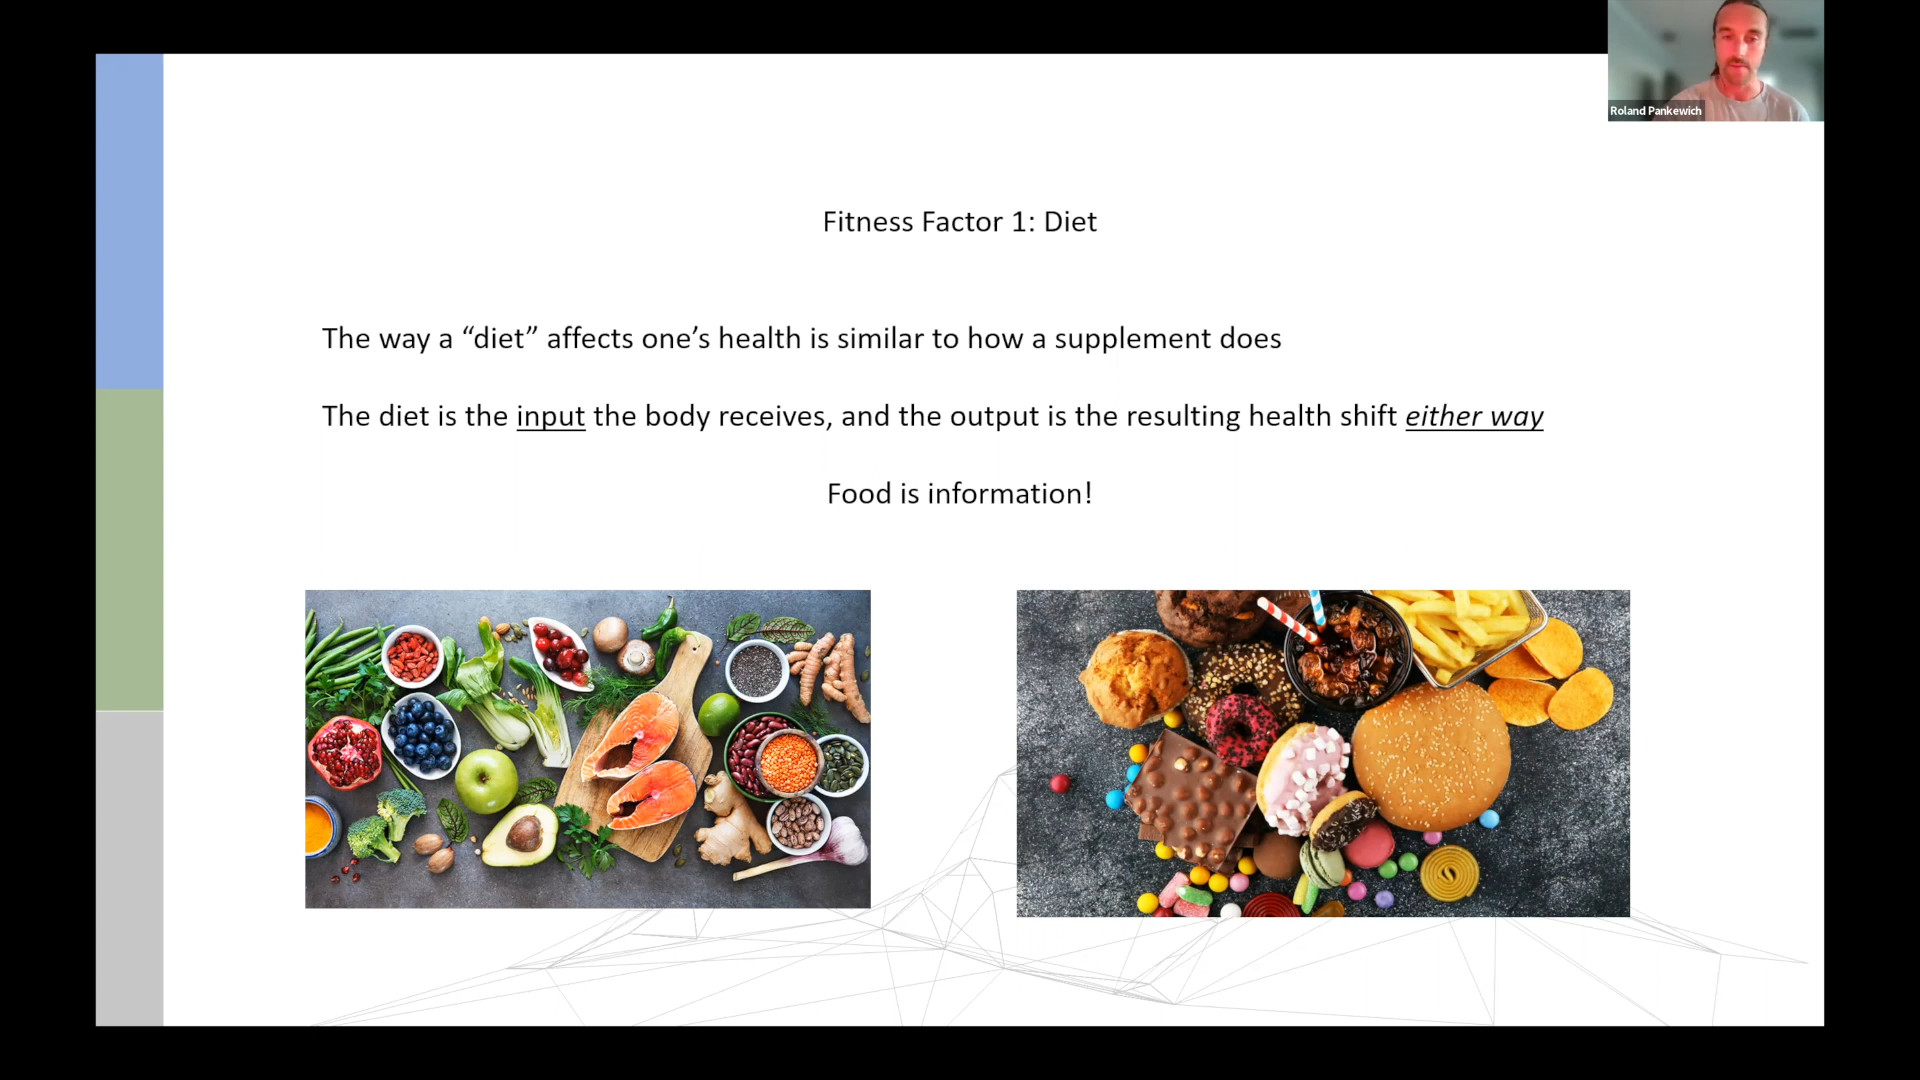 Roland Pankewich
Fitness Factor 1: Diet
The way a “diet” affects one’s health is similar to how a supplement does
The diet is the input the body receives, and the output is the resulting health shift either way
Food is information!